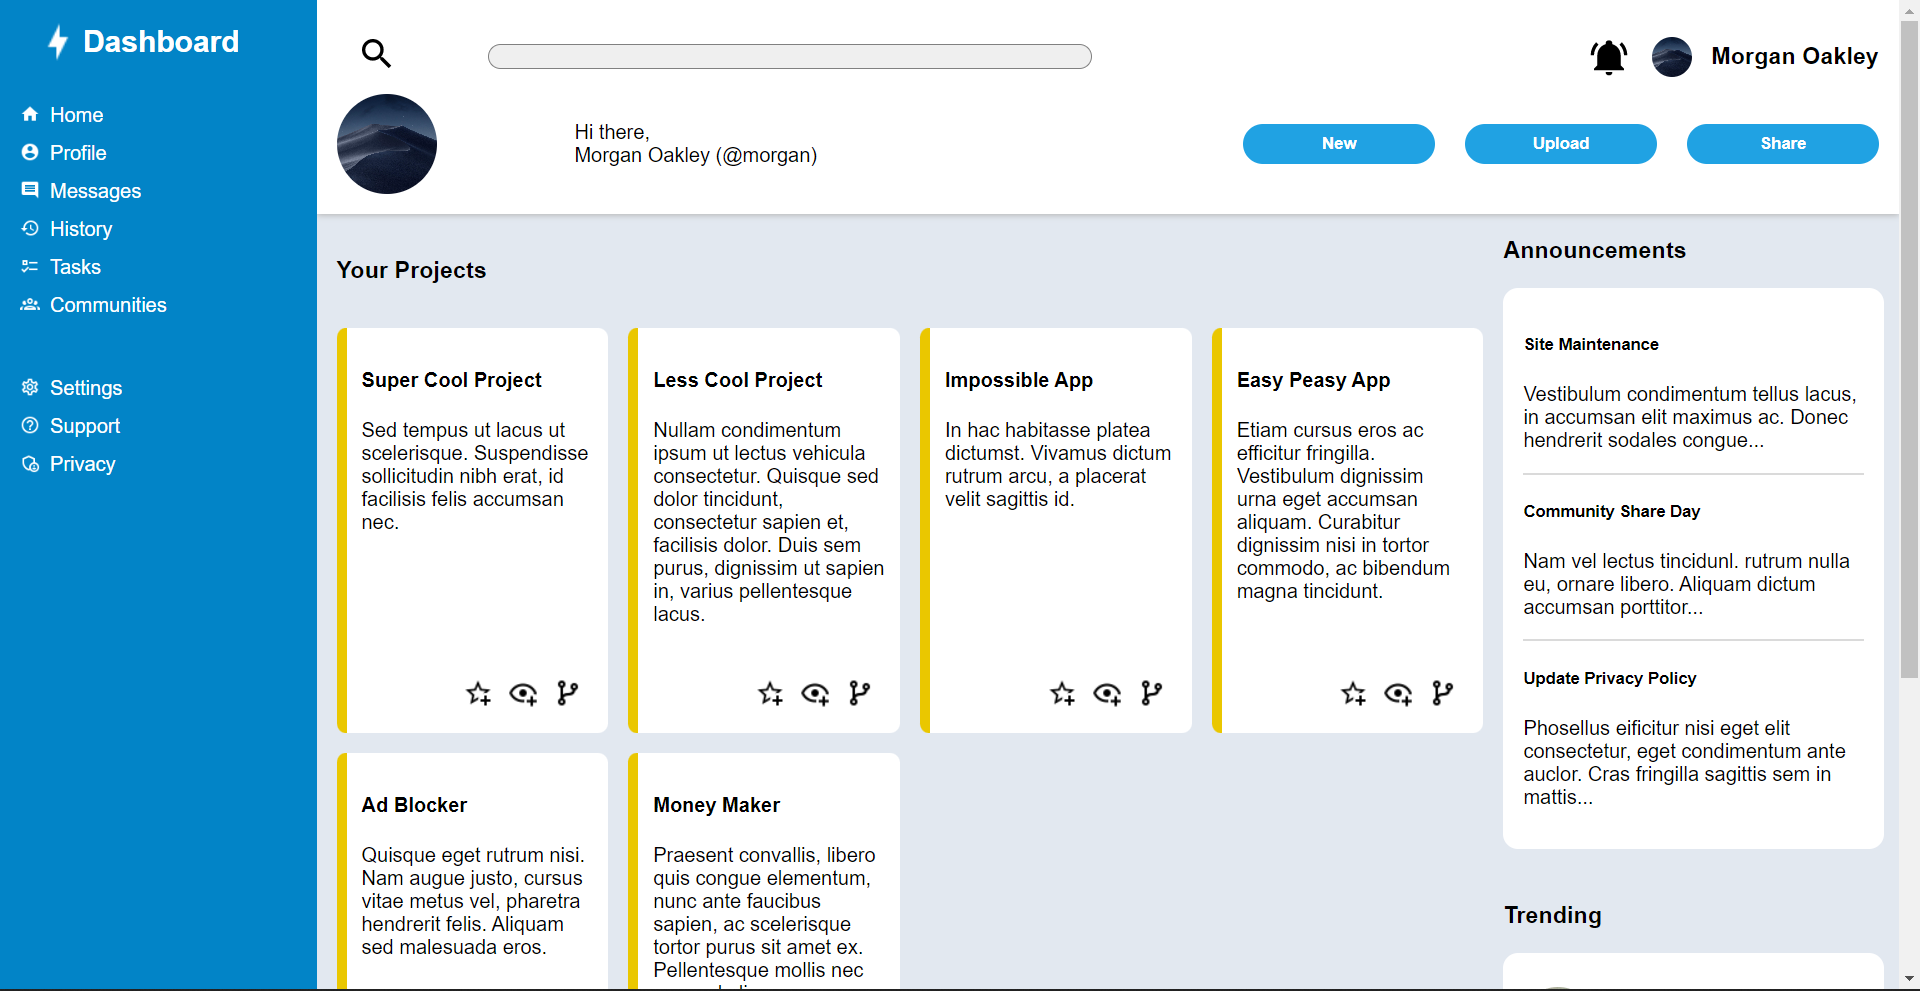 Dashboard
Home
Profile
Messages
History
Tasks
Communities
Settings
Support
Privacy
Morgan Oakley
Hi there,
Morgan Oakley (@morgan)
New
Upload
Share
Your Projects
Super Cool Project
Sed tempus ut lacus ut
scelerisque. Suspendisse
sollicitudin nibh erat, id
facilisis felis accumsan
nec.
Less Cool Project
Nullam condimentum
ipsum ut lectus vehicula
consectetur. Quisque sed
dolor tincidunt,
consectetur sapien et,
facilisis dolor. Duis sem
purus, dignissim ut sapien
in, varius pellentesque
lacus.
Impossible App
In hac habitasse platea
dictumst. Vivamus dictum
rutrum arcu, a placerat
velit sagittis id.
Easy Peasy App
Etiam cursus eros ac
efficitur fringilla.
Vestibulum dignissim
urna eget accumsan
aliquam. Curabitur
dignissim nisi in tortor
commodo, ac bibendum
magna tincidunt.
Ad Blocker
Quisque eget rutrum nisi.
Nam augue justo, cursus
vitae metus vel, pharetra
hendrerit felis. Aliquam
sed malesuada eros.
Money Maker
Praesent convallis, libero
quis congue elementum,
nunc ante faucibus
sapien, ac scelerisque
tortor purus sit amet ex.
Pellentesque mollis nec
Announcements
Site Maintenance
Vestibulum condimentum tellus lacus,
in accumsan elit maximus ac. Donec
hendrerit sodales congue...
Community Share Day
Nam vel lectus tincidunl. rutrum nulla
eu, ornare libero. Aliquam dictum
accumsan porttitor...
Update Privacy Policy
Phosellus eificitur nisi eget elit
consectetur, eget condimentum ante
auclor. Cras fringilla sagittis sem in
mattis...
Trending